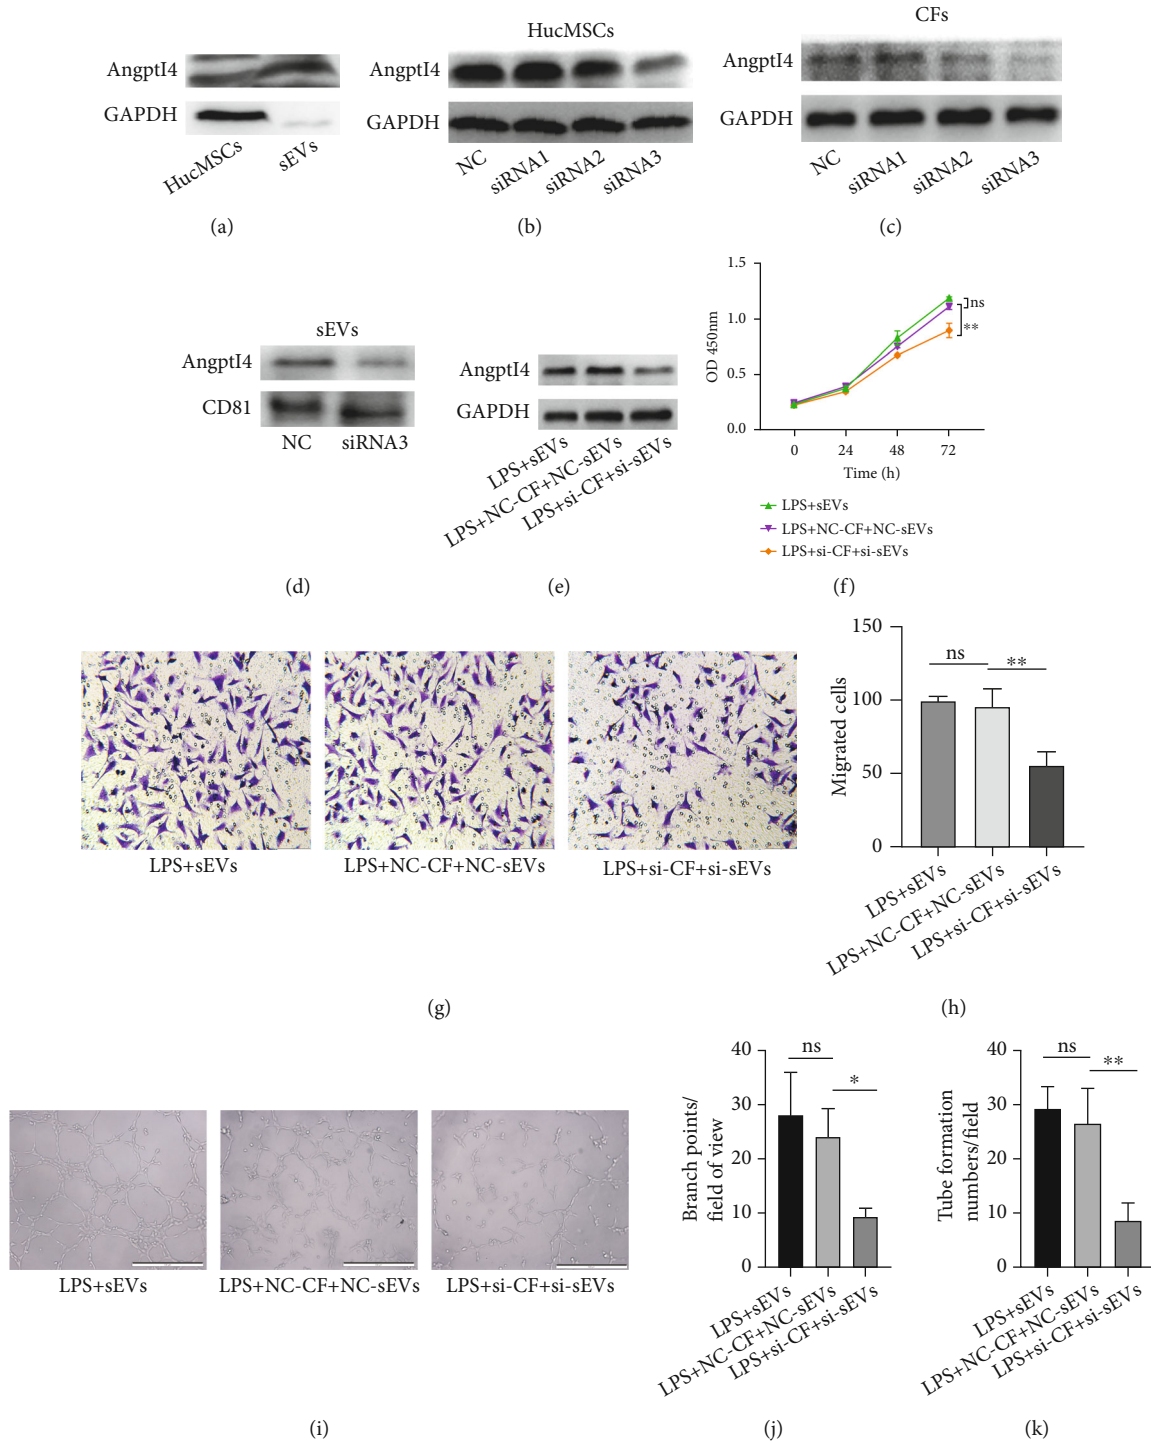 HucMSCs
CFs
Angptl4
GAPDH
HucMSCs
sEVs
(a)
Angptl4
GAPDH
NC
siRNA1
siRNA2
siRNA3
(b)
Angptl4
GAPDH
NC
siRNA1
siRNA2
siRNA3
(c)
sEVs
Angptl4
CD81
NC
siRNA3
(d)
Angptl4
GAPDH
LPS+sEVs
LPS+NC-CF+NC-sEVs
LPS+si-CF+si-sEVs
(e)
OD 450nm
1.5
1.0
0.5
0.0
0
24
48
72
Time (h)
ns
**
LPS+sEVs
LPS+NC-CF+NC-sEVs
LPS+si-CF+si-sEVs
(f)
LPS+sEVs
LPS+NC-CF+NC-sEVs
LPS+si-CF+si-sEVs
(g)
Migrated cells
150
100
50
0
ns
**
LPS+sEVs
LPS+NC-CF+NC-sEVs
LPS+si-CF+si-sEVs
(h)
LPS+sEVs
LPS+NC-CF+NC-sEVs
LPS+si-CF+si-sEVs
(i)
Branch points/
field of view
40
30
20
10
0
ns
*
LPS+sEVs
LPS+NC-CF+NC-sEVs
LPS+si-CF+si-sEVs
(j)
Tube formation
numbers/field
40
30
20
10
0
ns
**
LPS+sEVs
LPS+NC-CF+NC-sEVs
LPS+si-CF+si-sEVs
(k)